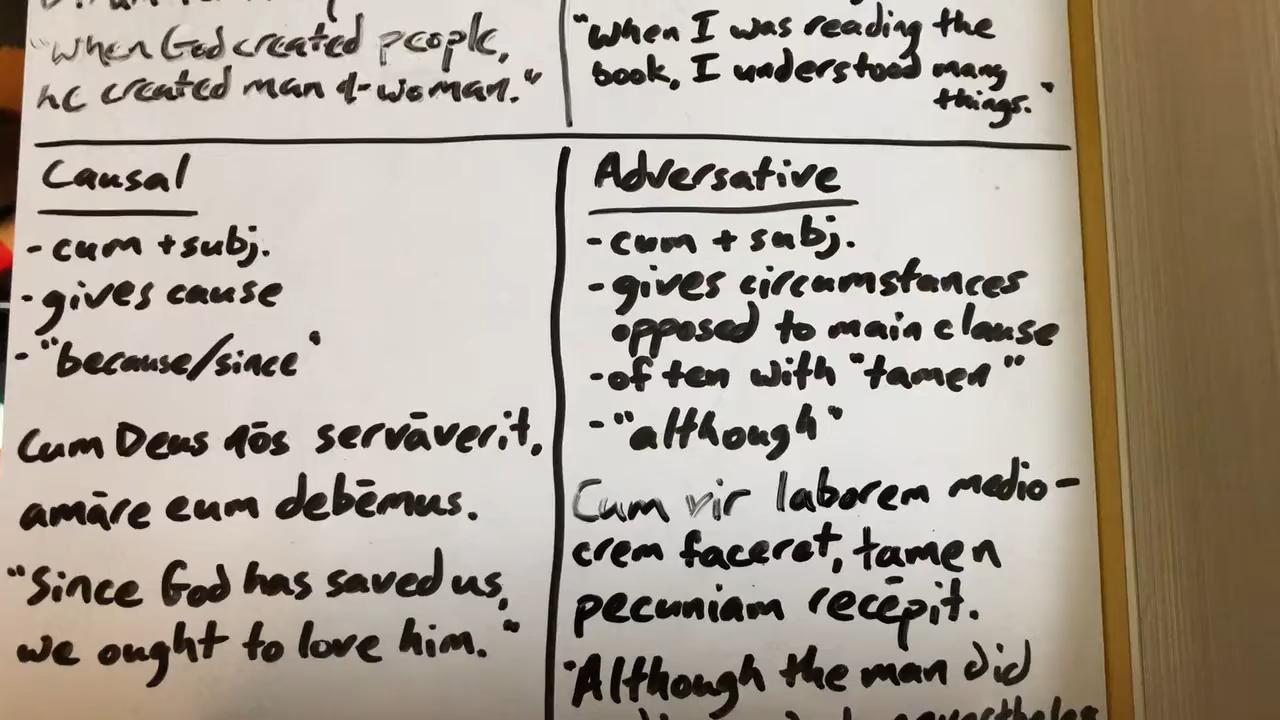 "When God created people,
he created man & woman."
"When I was reading the
book, I understood many
things."
Causal
- cum + subj.
- gives cause
- "because/since"
Cum Deus nōs servāverit,
amāre eum debēmus.
"Since God has saved us,
we ought to love him."
Adversative
- cum + subj.
- gives circumstances
opposed to main clause
- often with "tamen"
- "although"
Cum vir laborem medio-
crem faceret, tamen
pecuniam recēpit.
"Although the man did
nevertheless